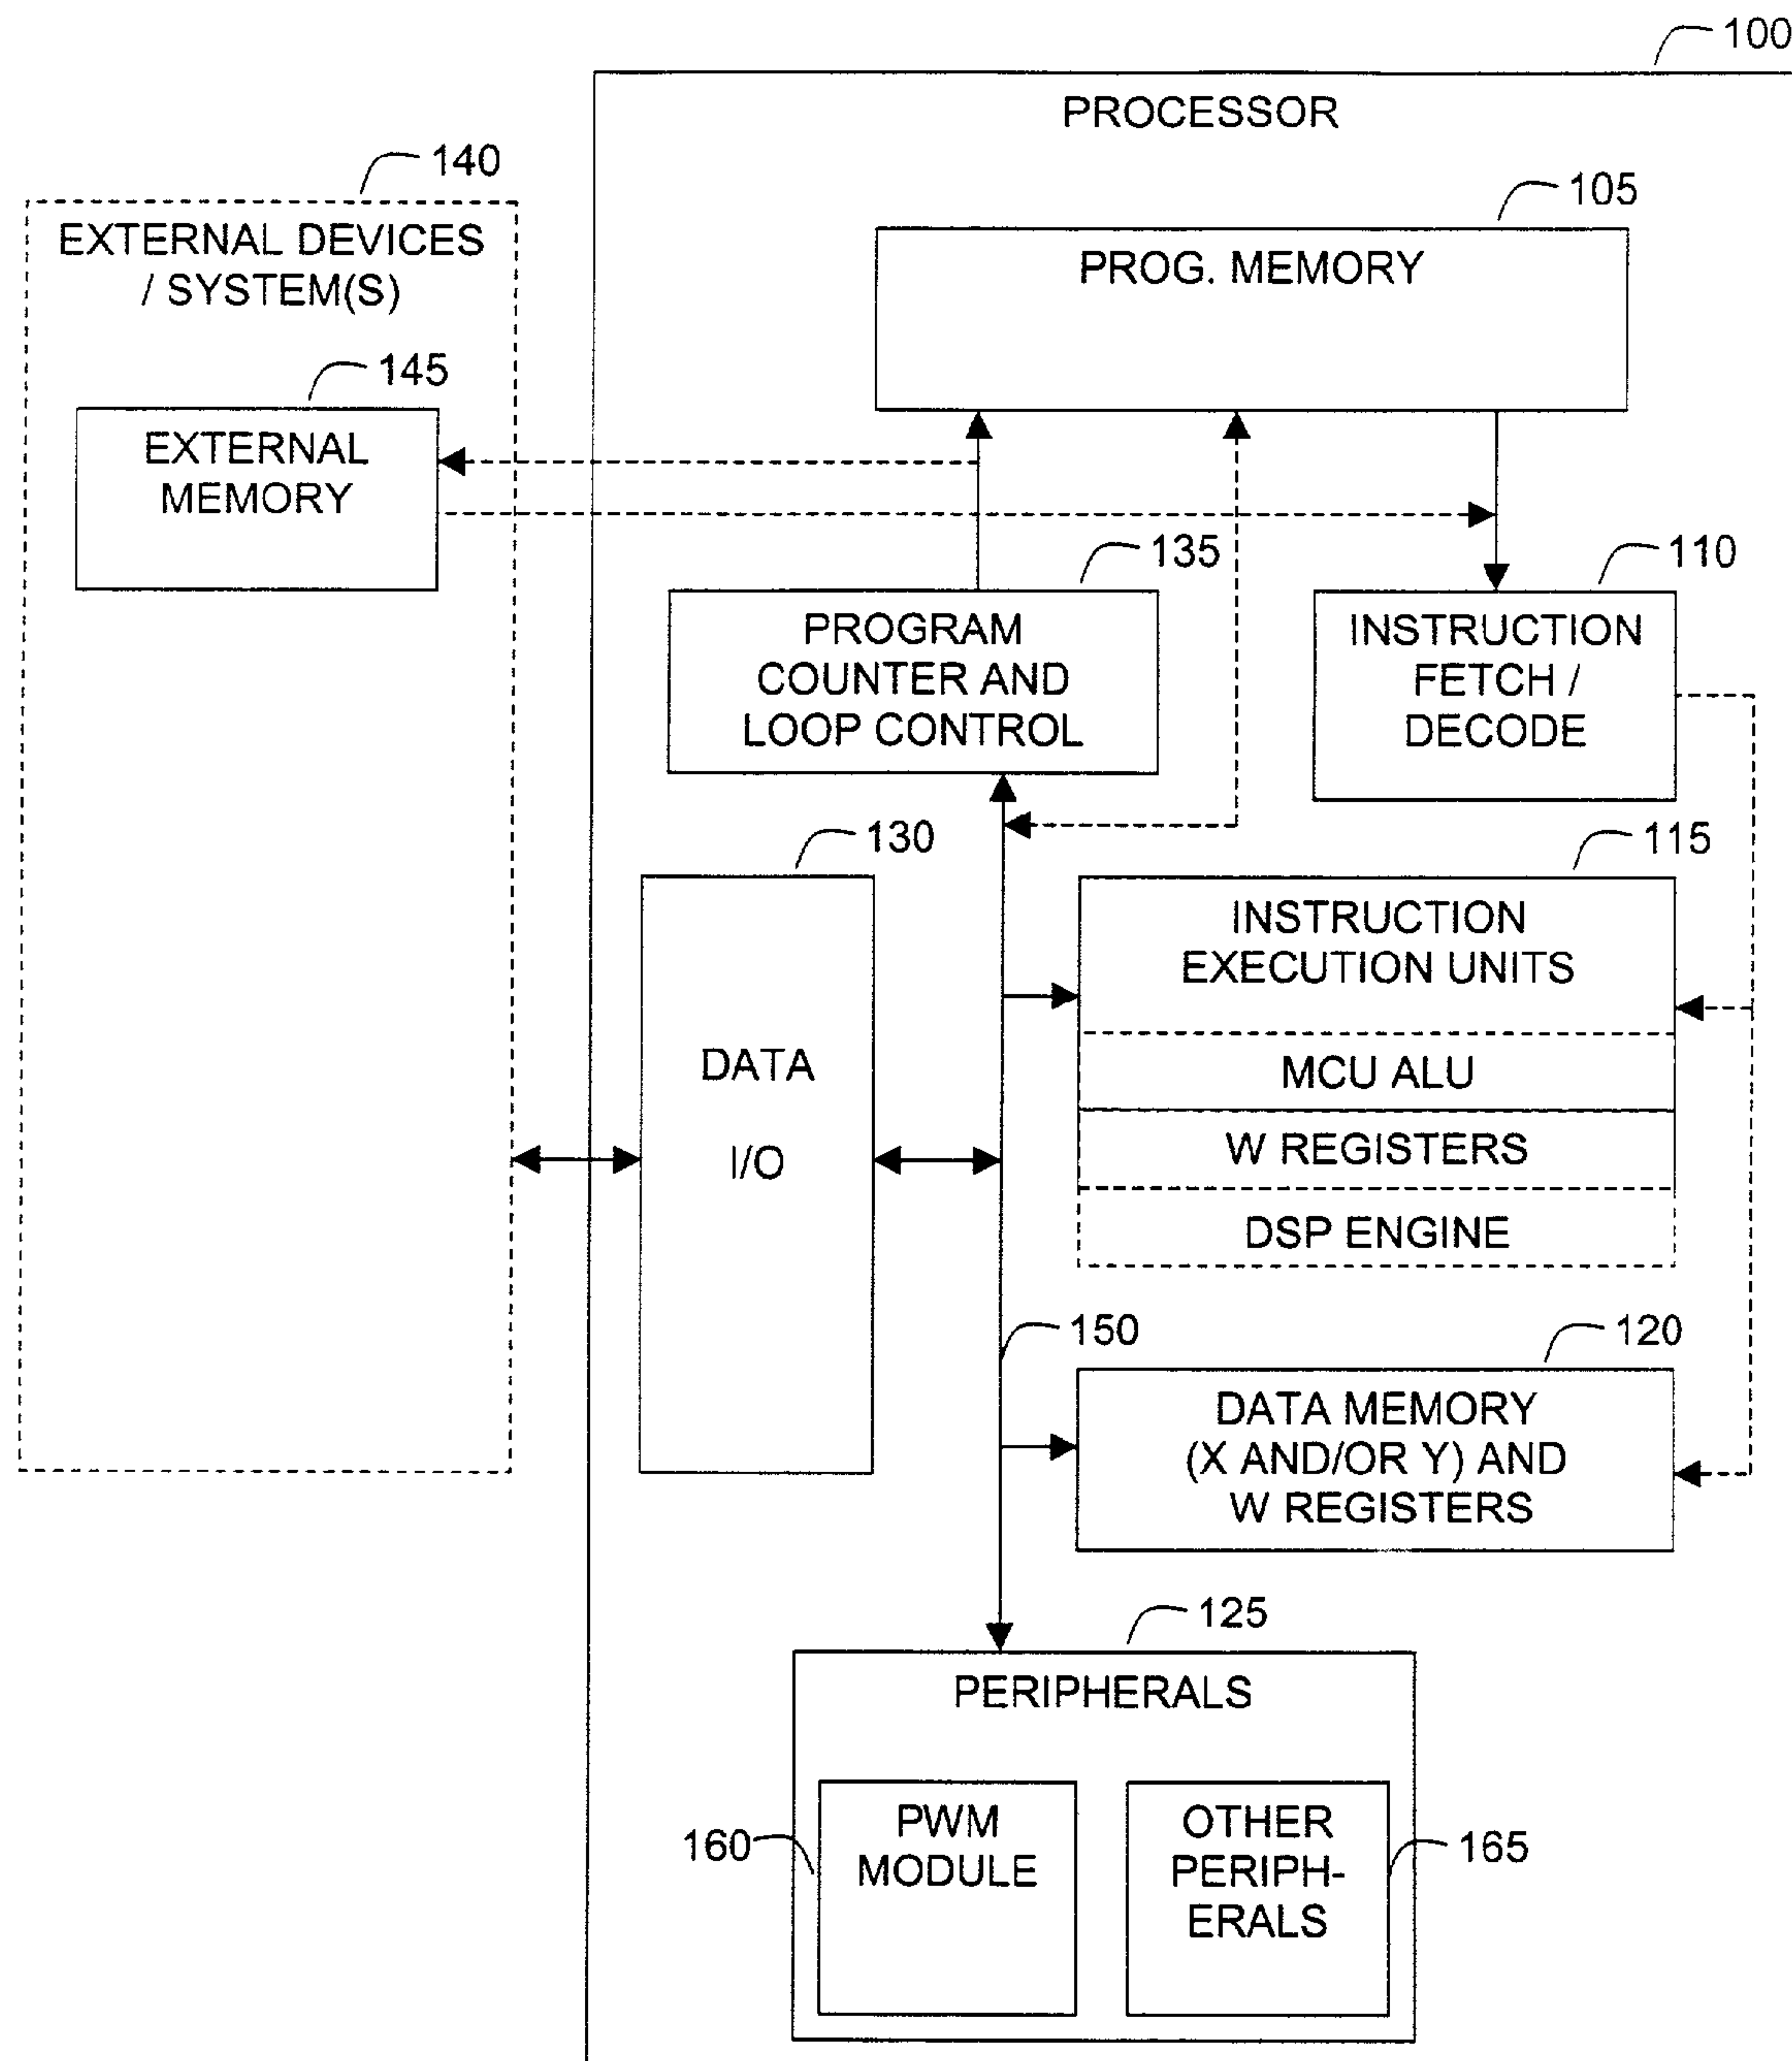 100
PROCESSOR
140
EXTERNAL DEVICES
/ SYSTEM(S)
105
PROG. MEMORY
145
EXTERNAL
MEMORY
135
PROGRAM
COUNTER AND
LOOP CONTROL
110
INSTRUCTION
FETCH /
DECODE
130
DATA
I/O
115
INSTRUCTION
EXECUTION UNITS
MCU ALU
W REGISTERS
DSP ENGINE
150
120
DATA MEMORY
(X AND/OR Y) AND
W REGISTERS
125
PERIPHERALS
160
PWM
MODULE
OTHER
PERIPH-
ERALS
165